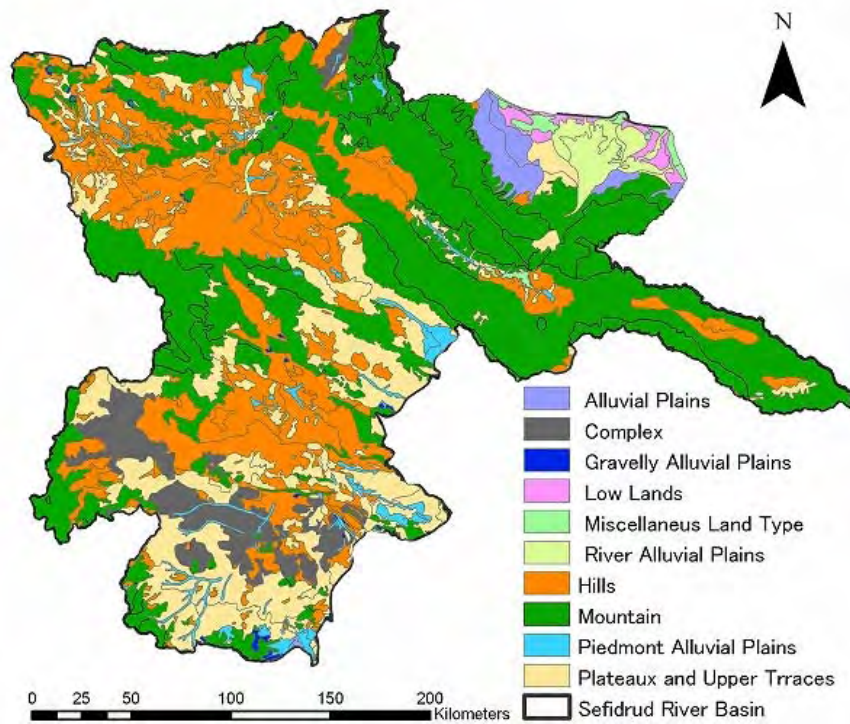 N
Alluvial Plains
Complex
Gravelly Alluvial Plains
Low Lands
Miscellaneus Land Type
River Alluvial Plains
Hills
Mountain
Piedmont Alluvial Plains
Plateaux and Upper Trraces
Sefidrud River Basin
0 25 50 100 150 200
Kilometers